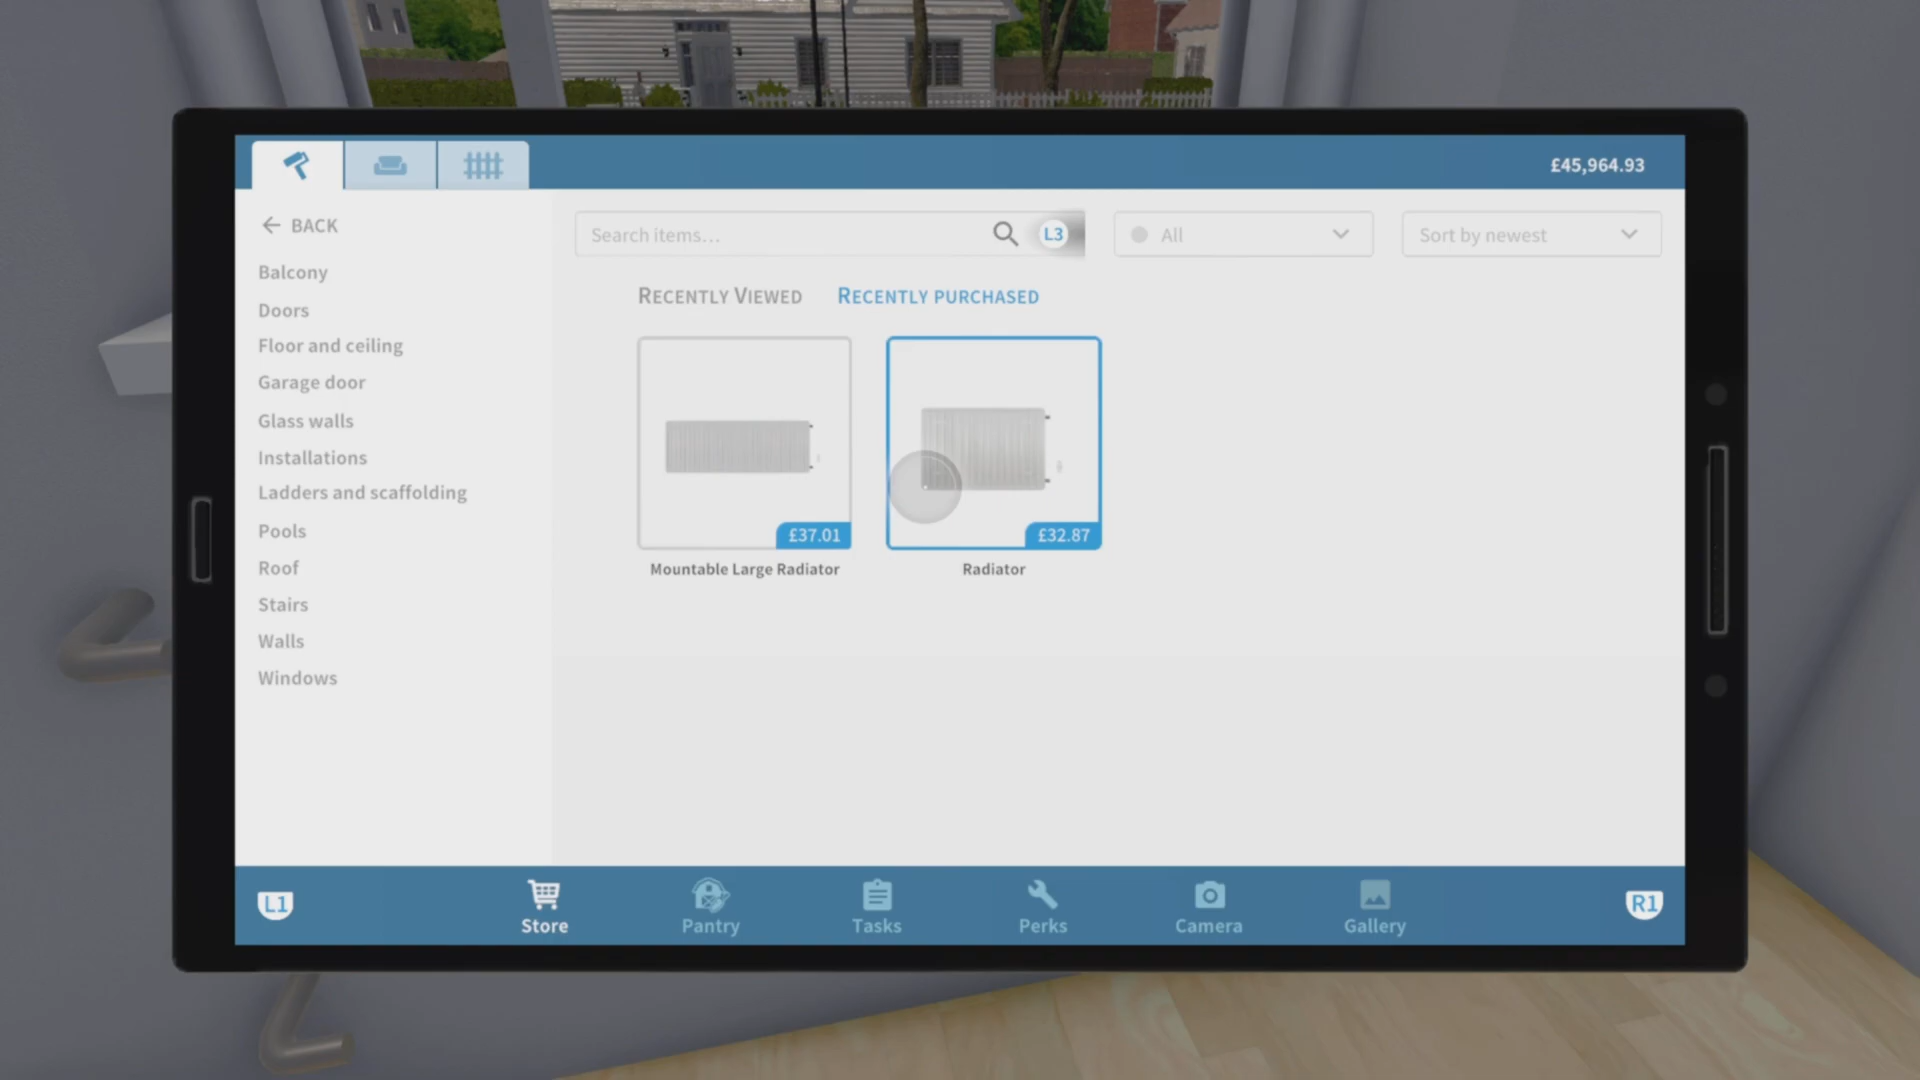 £45,964.93
BACK
Search items...
L3
All
Sort by newest
Balcony
Doors
Floor and ceiling
Garage door
Glass walls
Installations
Ladders and scaffolding
Pools
Roof
Stairs
Walls
Windows
RECENTLY VIEWED
RECENTLY PURCHASED
£37.01
£32.87
Mountable Large Radiator
Radiator
L1
Store
Pantry
Tasks
Perks
Camera
Gallery
R1